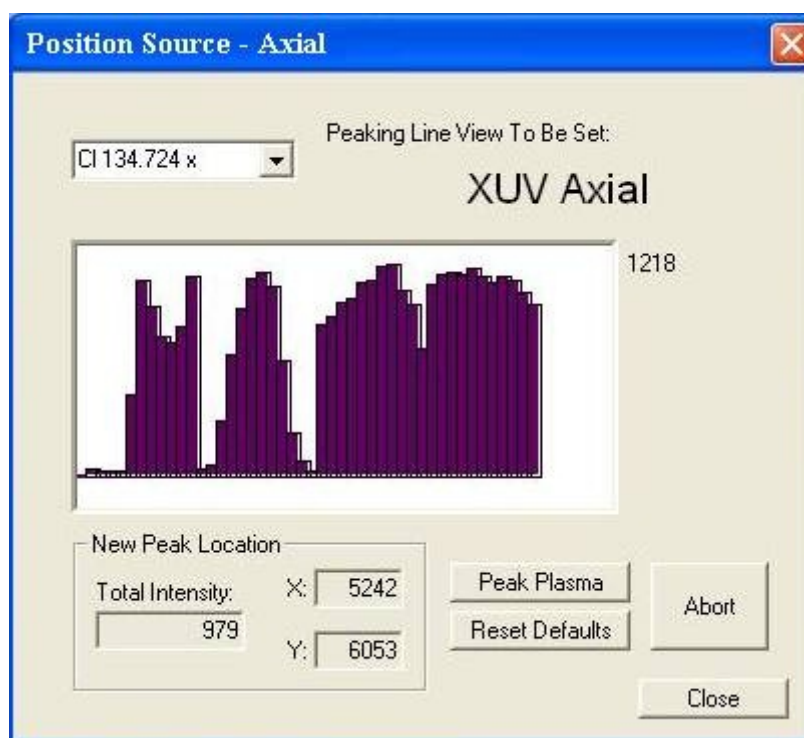 Position Source - Axial
Peaking Line View To Be Set:
Cl 134.724 x
XUV Axial
1218
New Peak Location
Total Intensity:
979
X: 5242
Y: 6053
Peak Plasma
Reset Defaults
Abort
Close